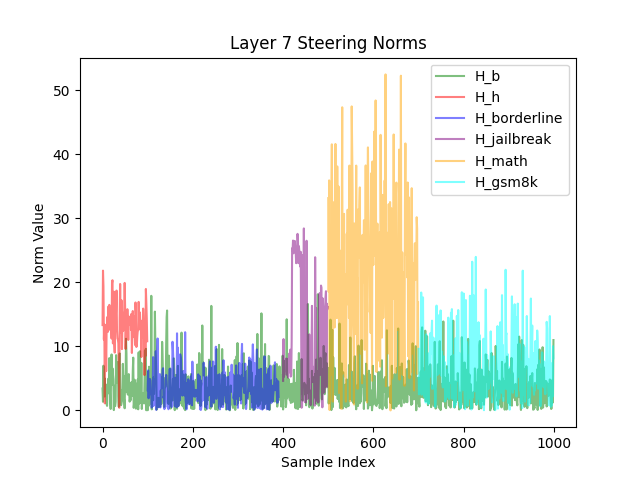 Layer 7 Steering Norms
Norm Value
50
40
30
20
10
0
H_b
H_h
H_borderline
H_jailbreak
H_math
H_gsm8k
0
200
400
600
800
1000
Sample Index